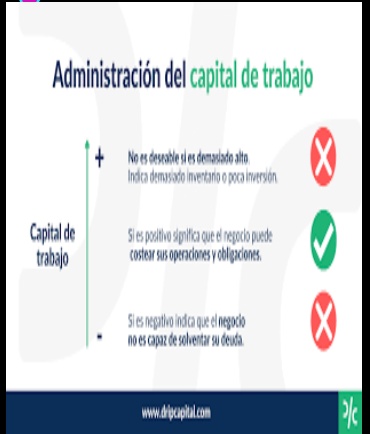 Administración del capital de trabajo
+
No es deseable si es demasiado alto.
Indica demasiado inventario o poca inversión.
Capital de
trabajo
Si es positivo significa que el negocio puede
costear sus operaciones y obligaciones.
Si es negativo indica que el negocio
no es capaz de solventar su deuda.
-
www.dripcapital.com